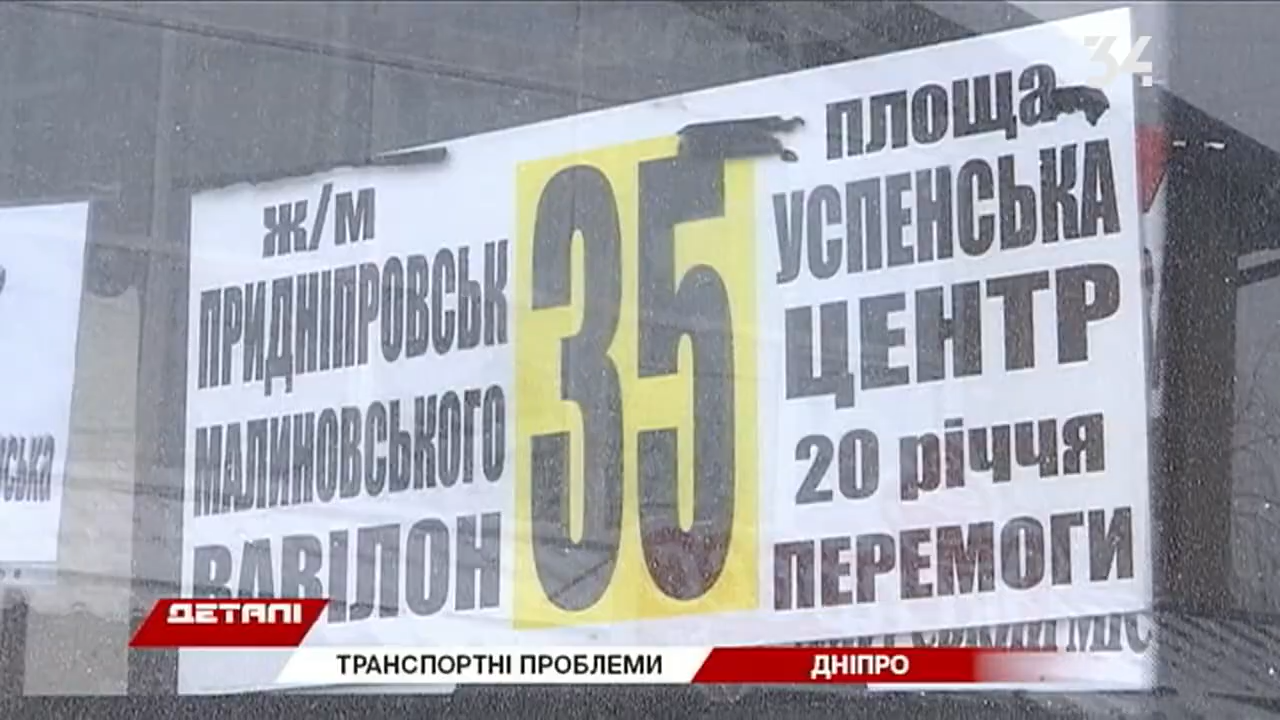 34
ж/м
ПРИДНІПРОВСЬК
МАЛИНОВСЬКОГО
ВАВІЛОН
35
площа
УСПЕНСЬКА
ЦЕНТР
20 річчя
ПЕРЕМОГИ
ДЕТАЛІ
ТРАНСПОРТНІ ПРОБЛЕМИ
ДНІПРО